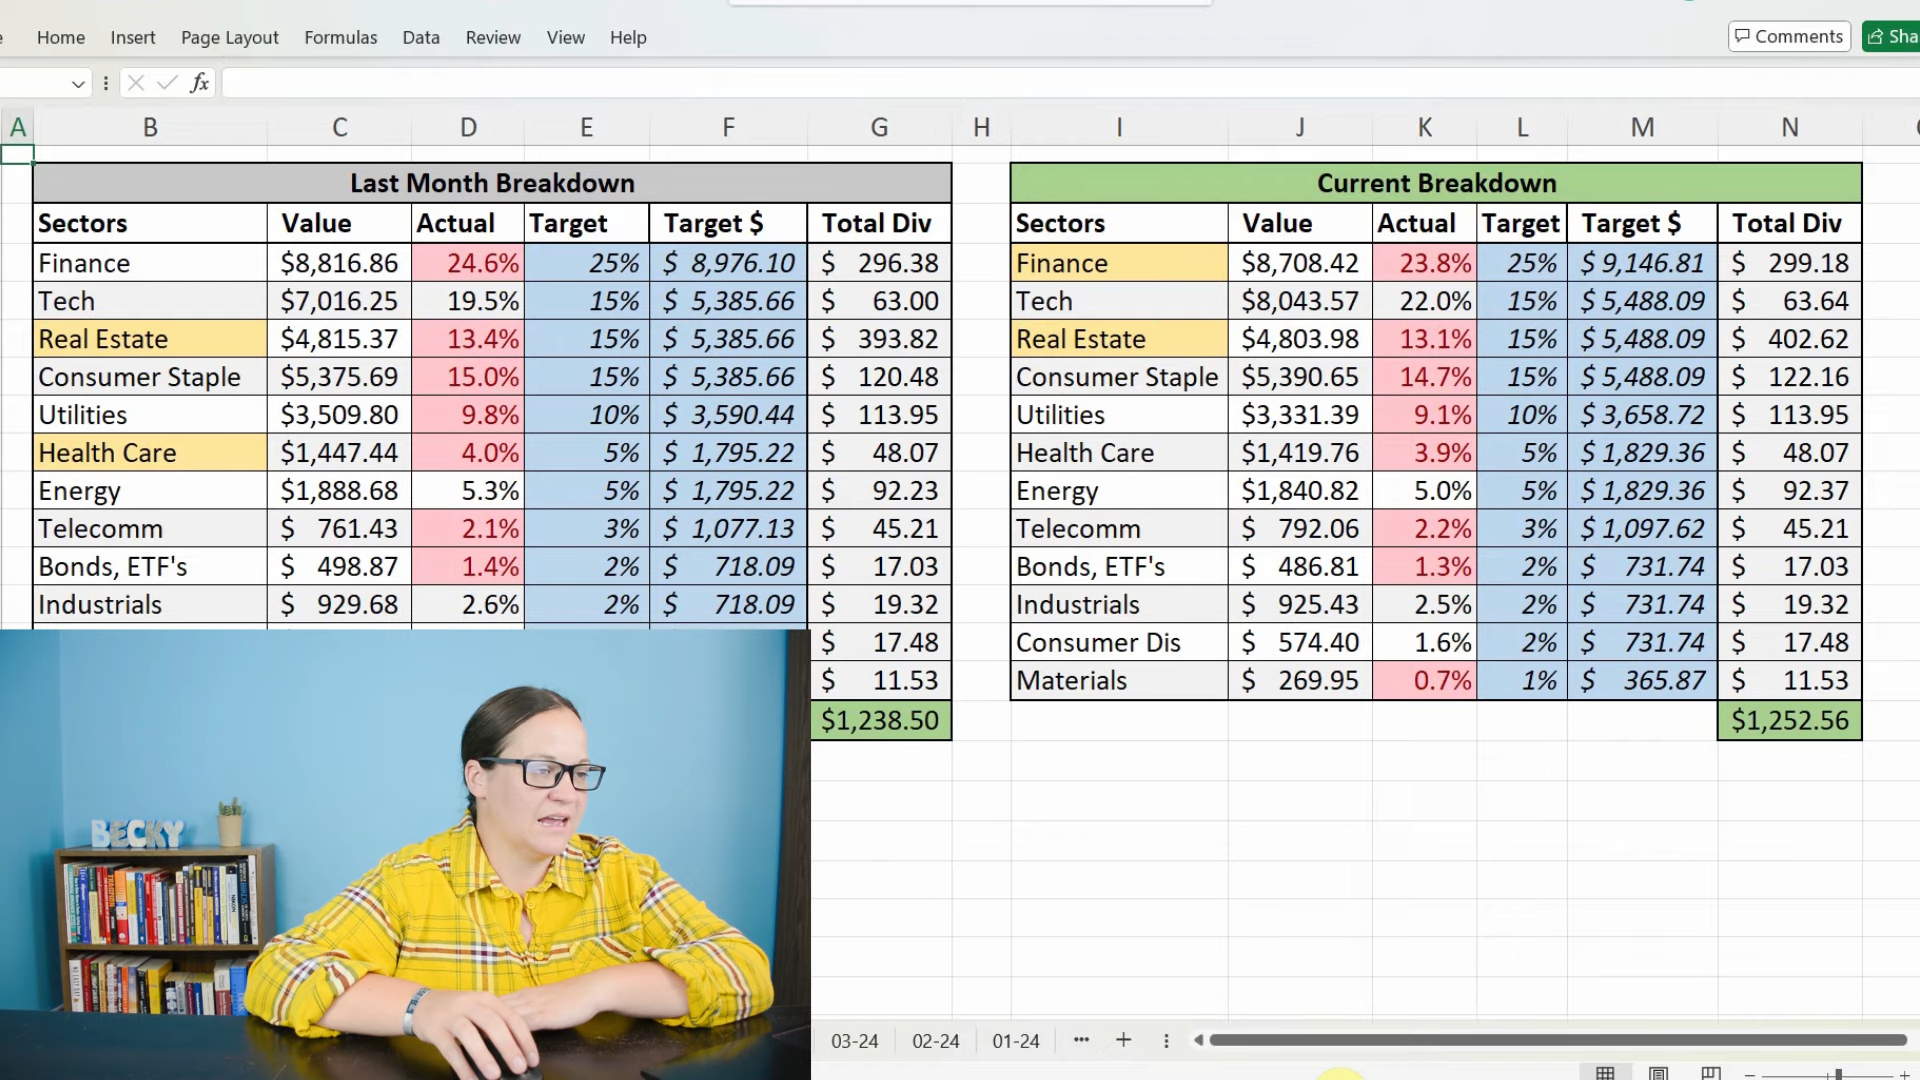 Home Insert Page Layout Formulas Data Review View Help Comments Sha
fx
A B C D E F G H I J K L M N
Last Month Breakdown Current Breakdown
Sectors Value Actual Target Target $ Total Div Sectors Value Actual Target Target $ Total Div
Finance $8,816.86 24.6% 25% $ 8,976.10 $ 296.38 Finance $8,708.42 23.8% 25% $ 9,146.81 $ 299.18
Tech $7,016.25 19.5% 15% $ 5,385.66 $ 63.00 Tech $8,043.57 22.0% 15% $ 5,488.09 $ 63.64
Real Estate $4,815.37 13.4% 15% $ 5,385.66 $ 393.82 Real Estate $4,803.98 13.1% 15% $ 5,488.09 $ 402.62
Consumer Staple $5,375.69 15.0% 15% $ 5,385.66 $ 120.48 Consumer Staple $5,390.65 14.7% 15% $ 5,488.09 $ 122.16
Utilities $3,509.80 9.8% 10% $ 3,590.44 $ 113.95 Utilities $3,331.39 9.1% 10% $ 3,658.72 $ 113.95
Health Care $1,447.44 4.0% 5% $ 1,795.22 $ 48.07 Health Care $1,419.76 3.9% 5% $ 1,829.36 $ 48.07
Energy $1,888.68 5.3% 5% $ 1,795.22 $ 92.23 Energy $1,840.82 5.0% 5% $ 1,829.36 $ 92.37
Telecomm $ 761.43 2.1% 3% $ 1,077.13 $ 45.21 Telecomm $ 792.06 2.2% 3% $ 1,097.62 $ 45.21
Bonds, ETF's $ 498.87 1.4% 2% $ 718.09 $ 17.03 Bonds, ETF's $ 486.81 1.3% 2% $ 731.74 $ 17.03
Industrials $ 929.68 2.6% 2% $ 718.09 $ 19.32 Industrials $ 925.43 2.5% 2% $ 731.74 $ 19.32
$ 17.48 Consumer Dis $ 574.40 1.6% 2% $ 731.74 $ 17.48
$ 11.53 Materials $ 269.95 0.7% 1% $ 365.87 $ 11.53
$1,238.50 $1,252.56
BECKY
03-24 02-24 01-24